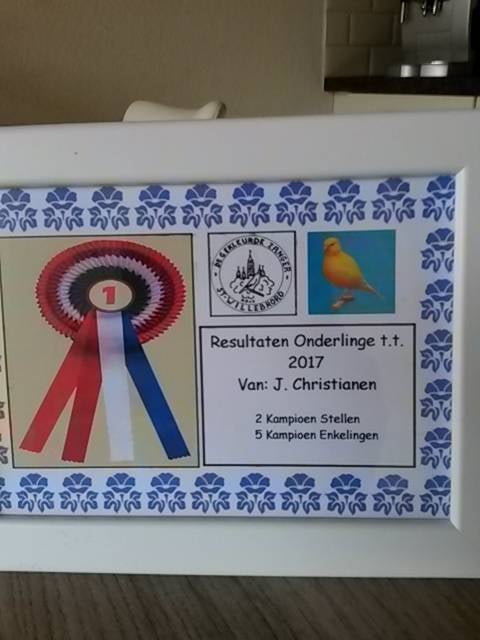 1
DE GEKLEURDE ZANGER
ST. WILLEBRORD
Resultaten Onderlinge t.t.
2017
Van: J. Christianen
2 Kampioen Stellen
5 Kampioen Enkelingen